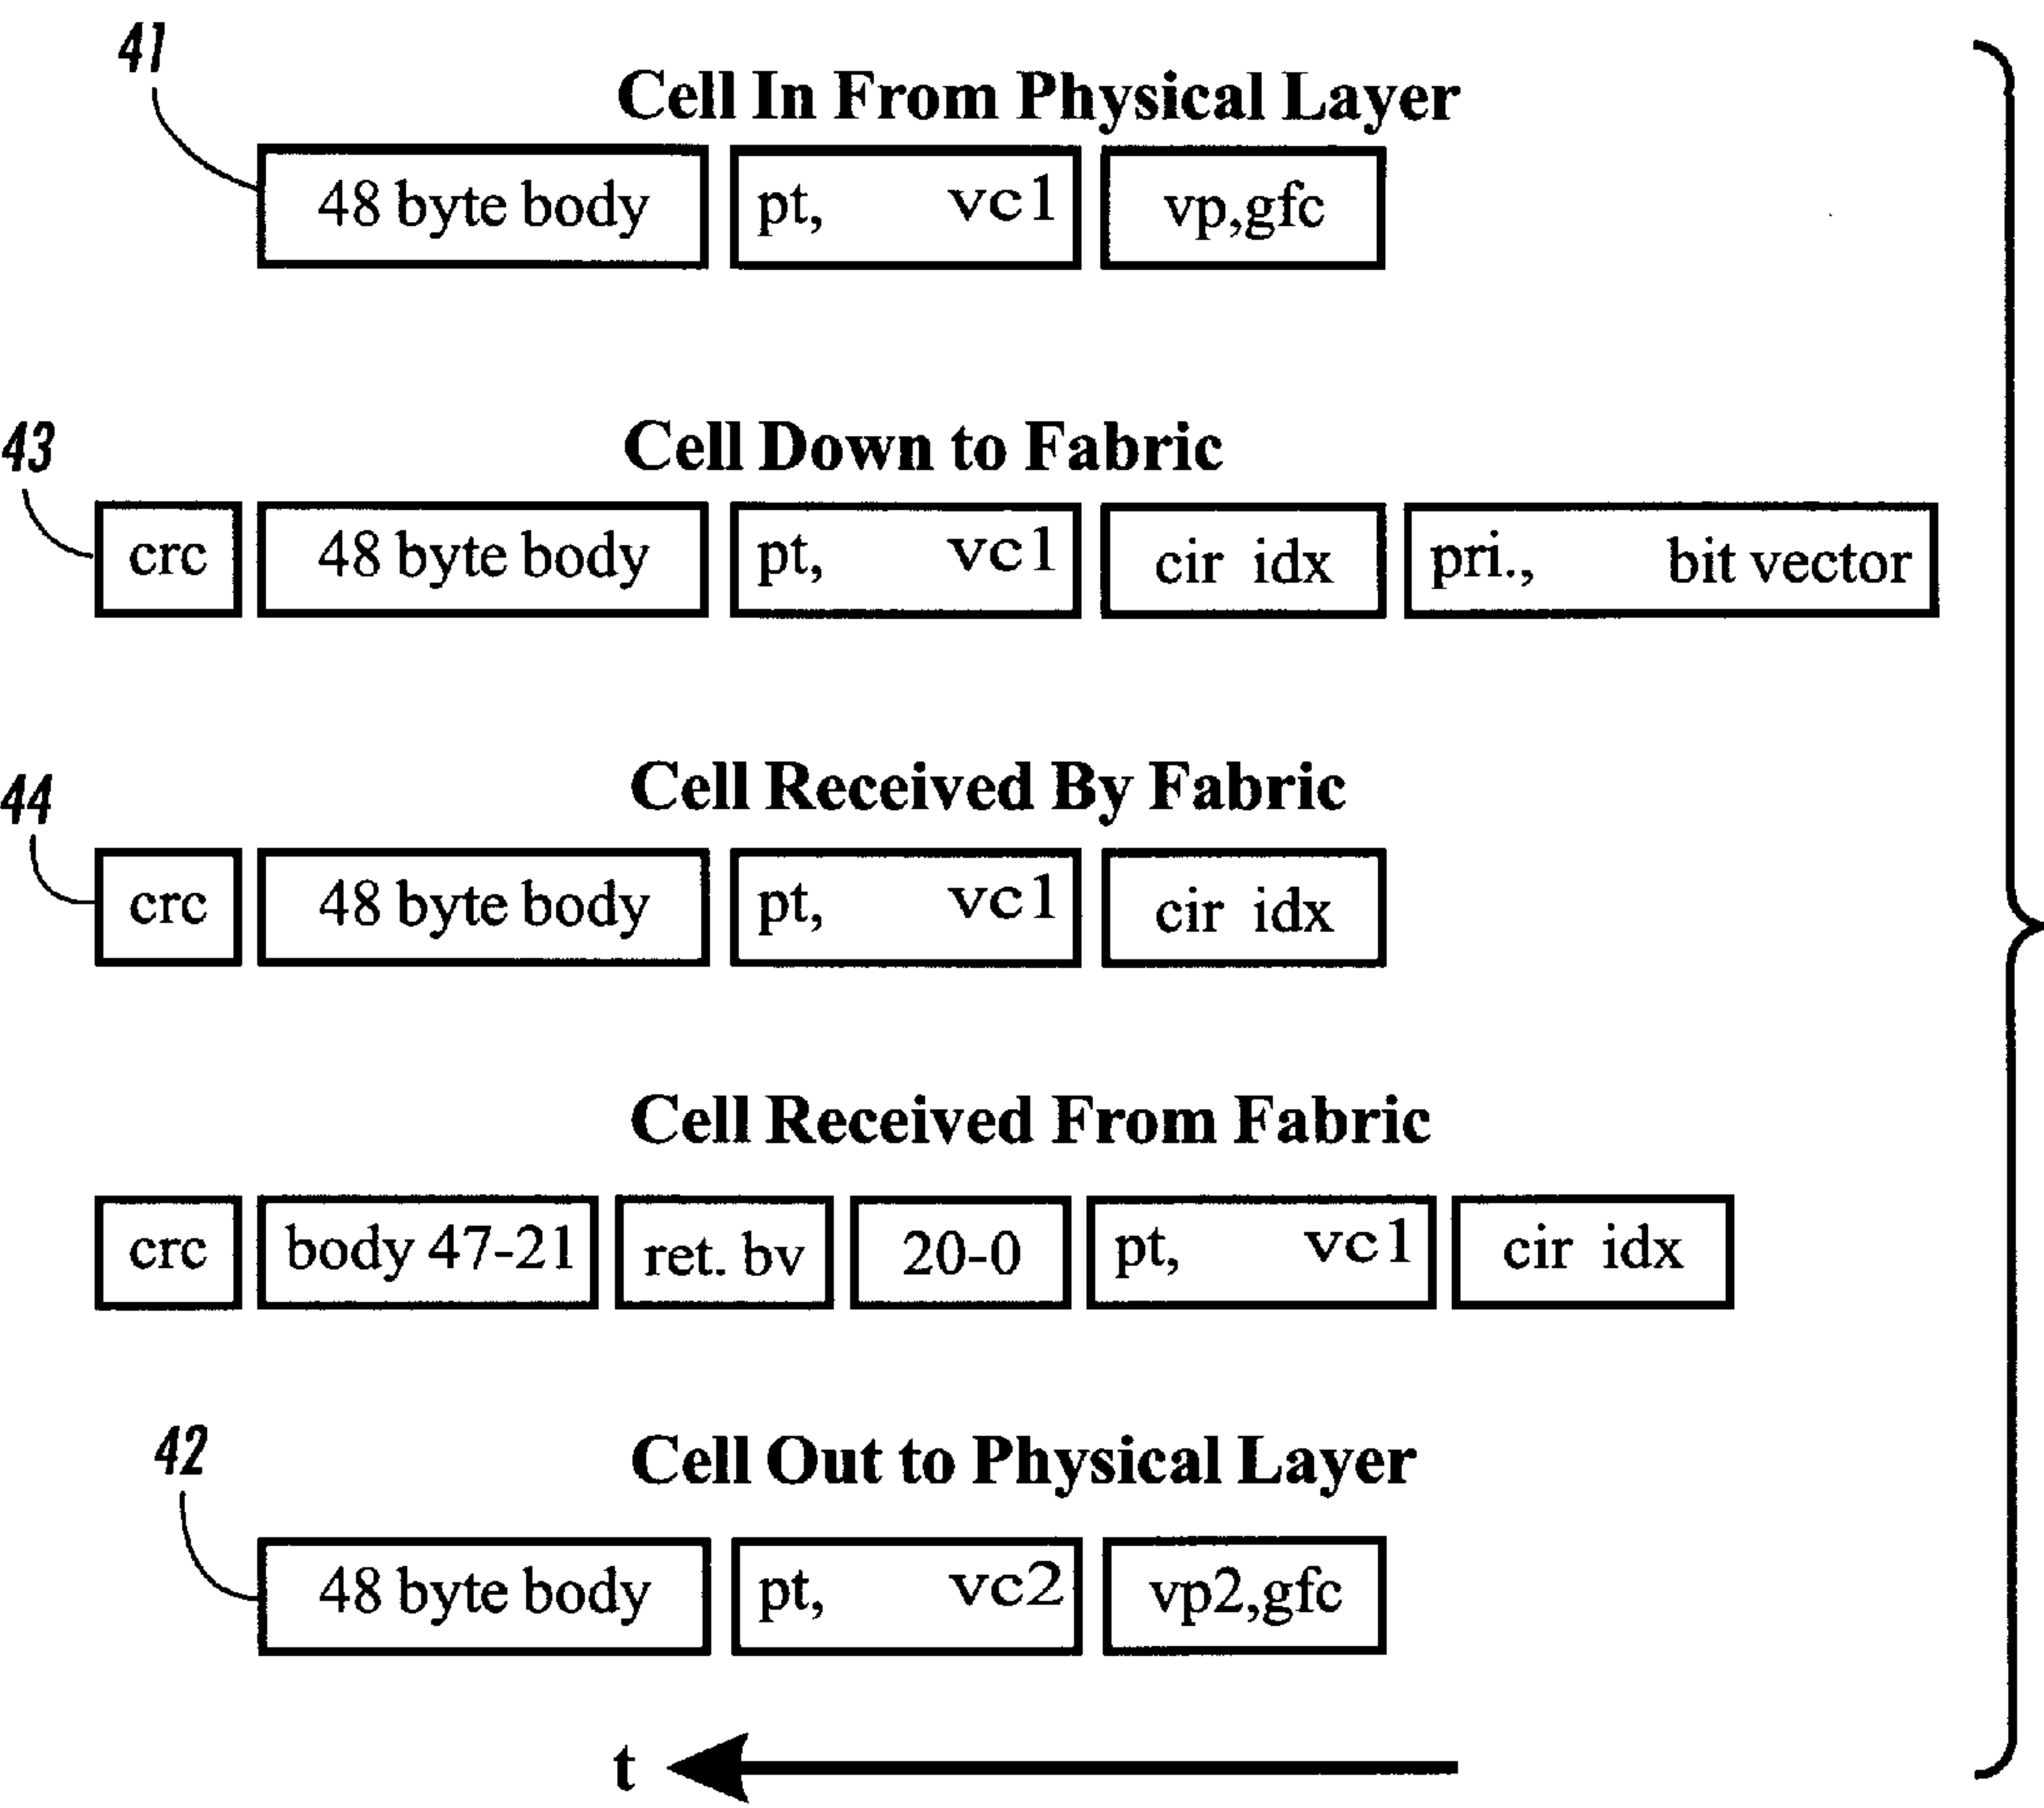 41
Cell In From Physical Layer
48 byte body pt, vc1 vp,gfc
43
Cell Down to Fabric
crc 48 byte body pt, vc1 cir idx pri., bit vector
44
Cell Received By Fabric
crc 48 byte body pt, vc1 cir idx
Cell Received From Fabric
crc body 47-21 ret. bv 20-0 pt, vc1 cir idx
42
Cell Out to Physical Layer
48 byte body pt, vc2 vp2,gfc
t